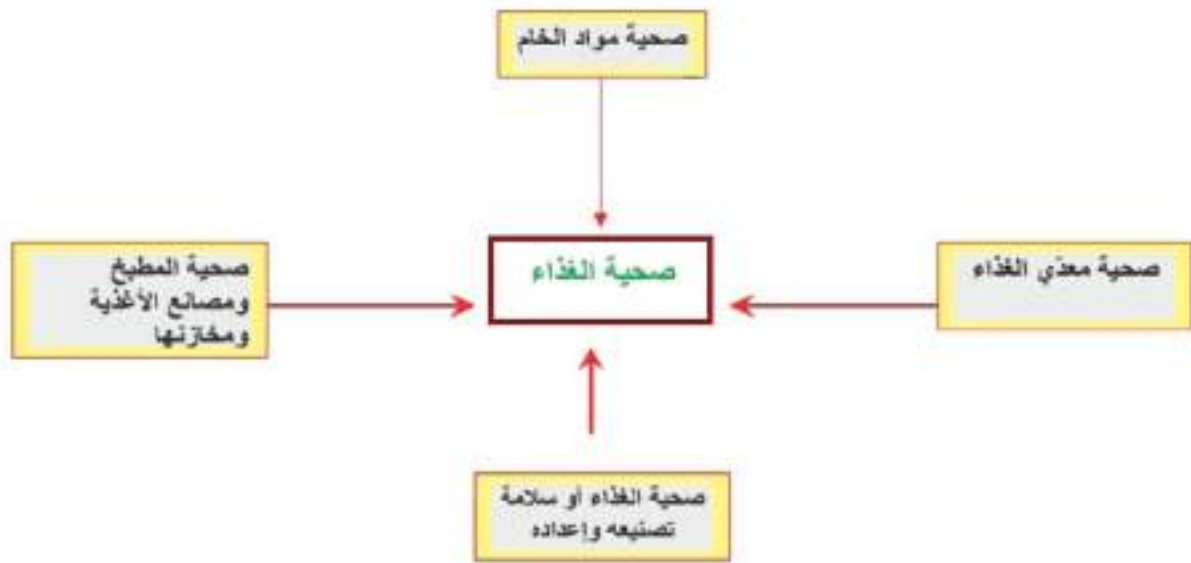 صحية مواد الخام
صحية معدي الغذاء
صحية الغذاء
صحية المطبخ
ومصانع الأغذية
ومخازنها
صحية الغذاء أو سلامة
تصنيعه وإعداده